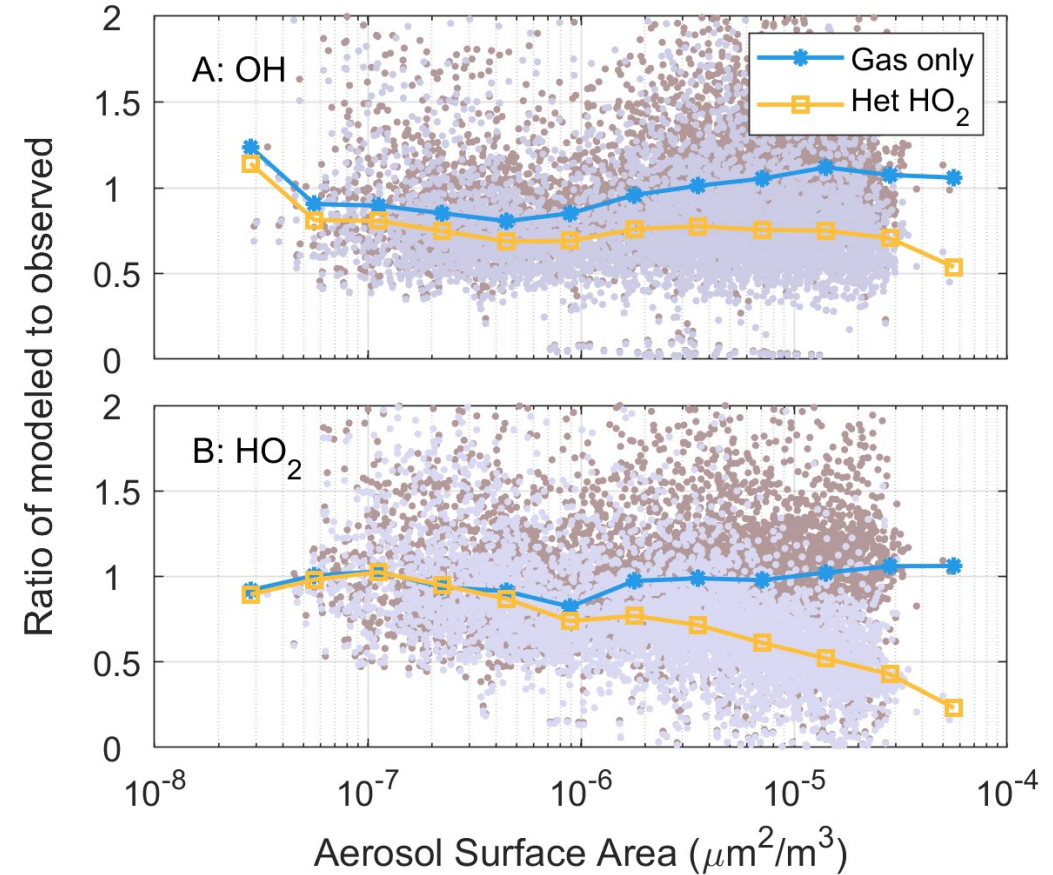 Ratio of modeled to observed
A: OH
Gas only
Het HO₂
2
1.5
1
0.5
0
B: HO₂
2
1.5
1
0.5
0
10⁻⁸ 10⁻⁷ 10⁻⁶ 10⁻⁵ 10⁻⁴
Aerosol Surface Area (μm²/m³)